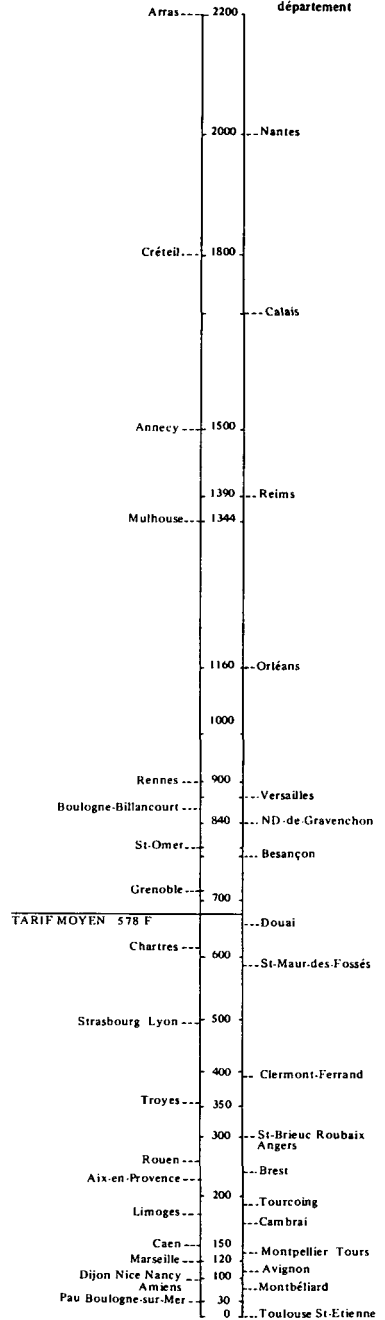 département
Arras 2200
2000 Nantes
Créteil 1800
Calais
Annecy 1500
1390 Reims
Mulhouse 1344
1160 Orléans
1000
Rennes 900
Versailles
Boulogne-Billancourt
840 ND-de-Gravenchon
St-Omer
Besançon
Grenoble
700
TARIF MOYEN 578 F
Douai
Chartres
600
St-Maur-des-Fossés
Strasbourg Lyon 500
400 Clermont-Ferrand
Troyes 350
300 St-Brieuc Roubaix
Angers
Rouen
Brest
Aix-en-Provence
200
Tourcoing
Limoges
Cambrai
Caen 150
Montpellier Tours
Marseille 120
Avignon
Dijon Nice Nancy 100
Amiens Montbéliard
Pau Boulogne-sur-Mer 30
0 Toulouse St-Etienne